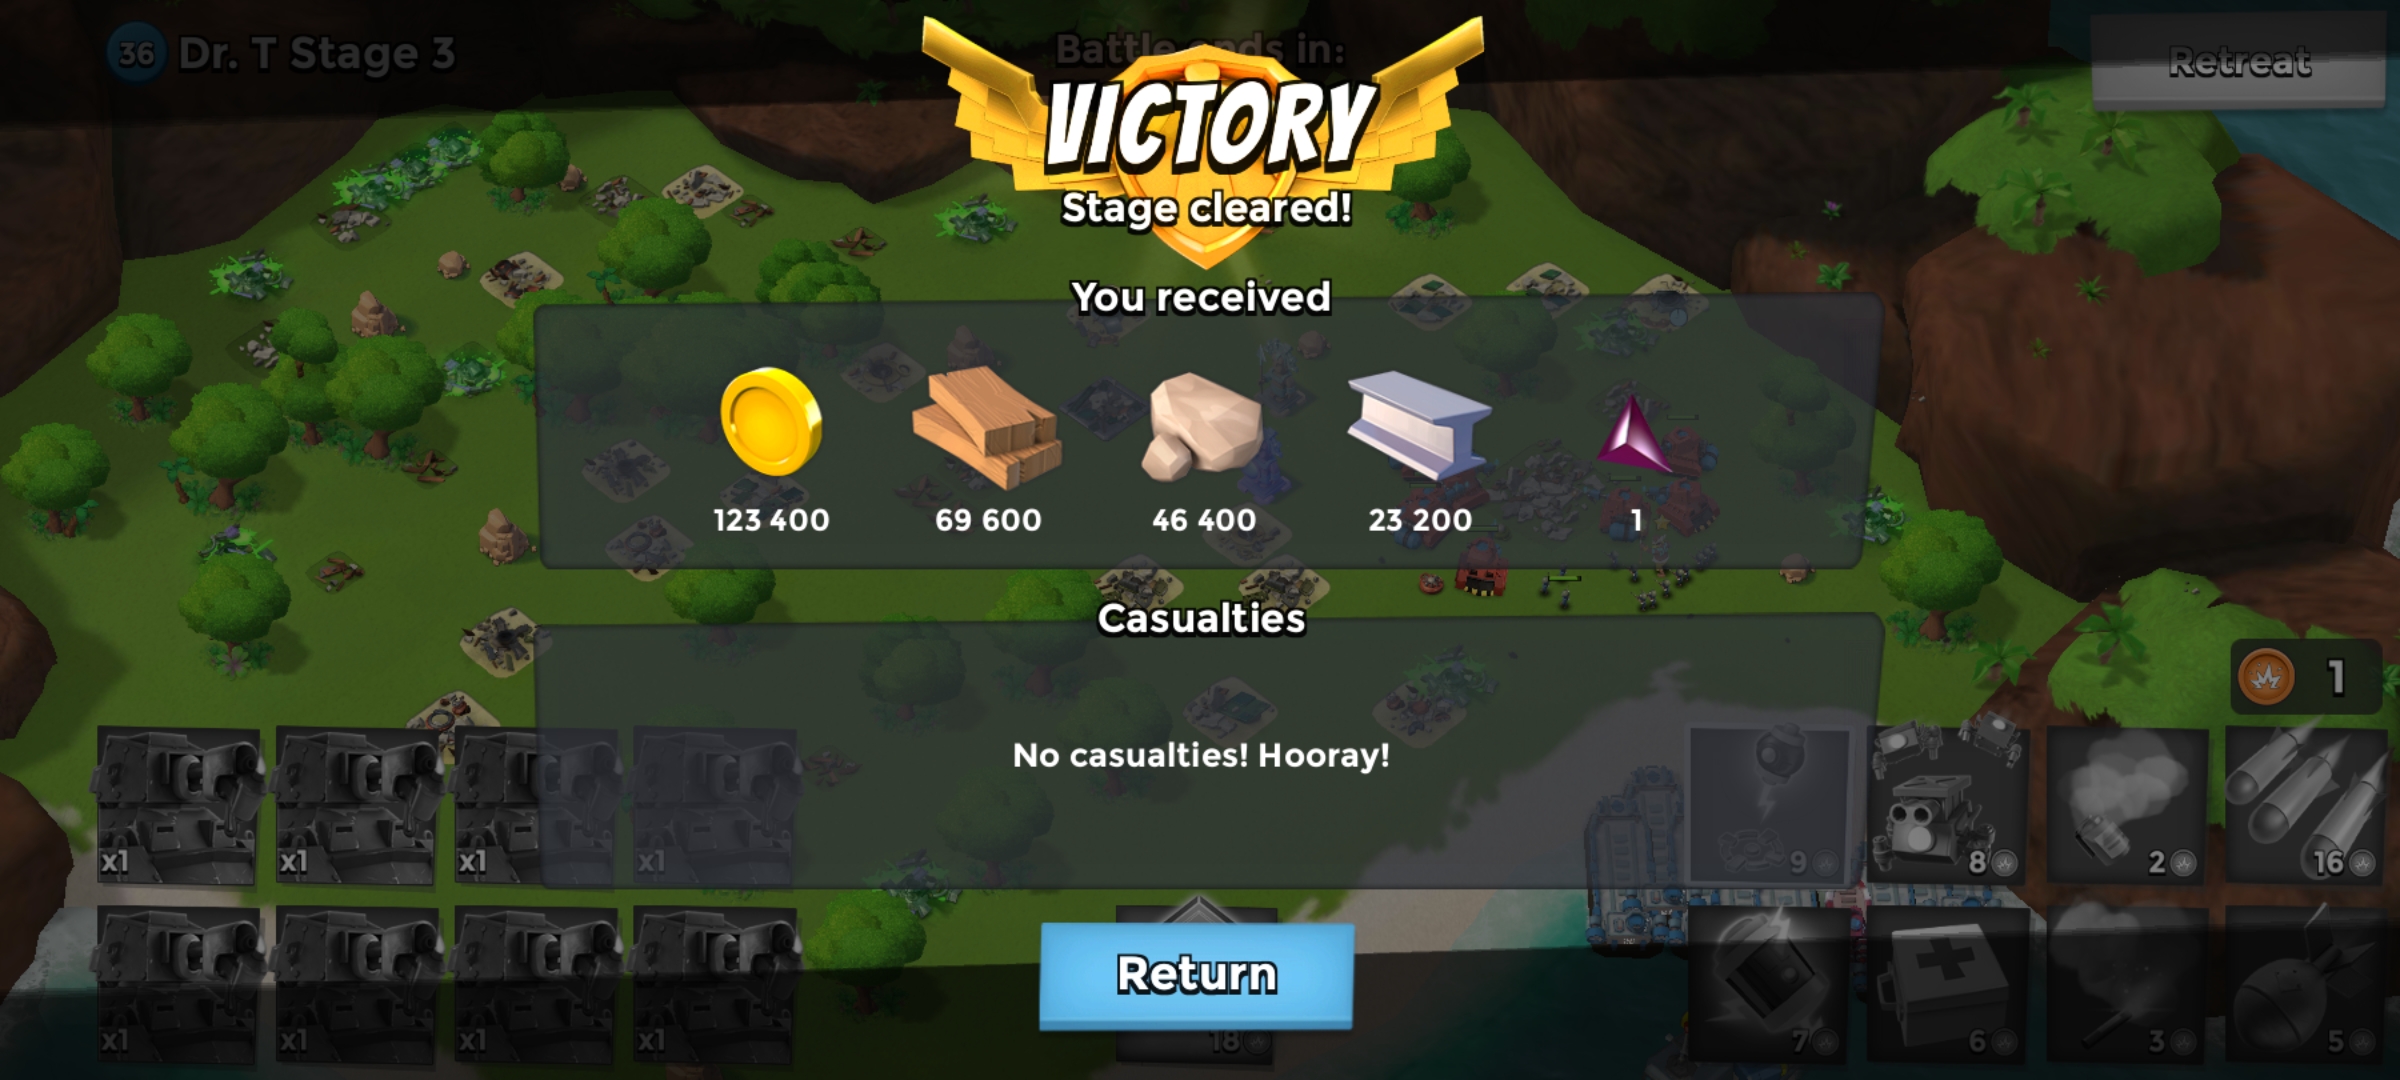 36 Dr. T Stage 3
Battle ends in:
Retreat
VICTORY
Stage cleared!
You received
123 400
69 600
46 400
23 200
1
Casualties
No casualties! Hooray!
1
x1
x1
x1
x1
9
8
2
16
x1
x1
x1
x1
Return
18
7
6
3
5